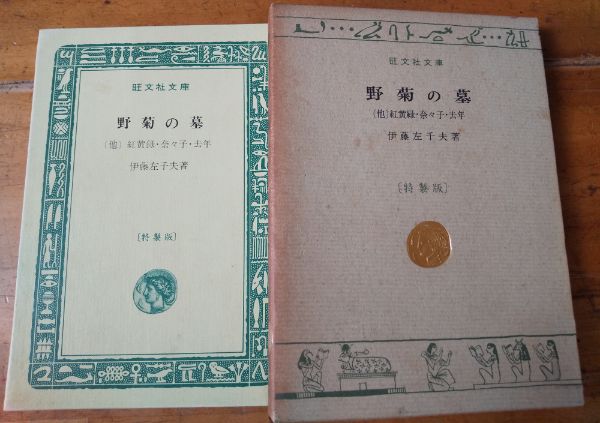 旺文社文庫
野菊の墓
〔他〕紅黄録・奈々子・去年
伊藤左千夫著
〔特製版〕
旺文社文庫
野菊の墓
〔他〕紅黄録・奈々子・去年
伊藤左千夫著
〔特製版〕